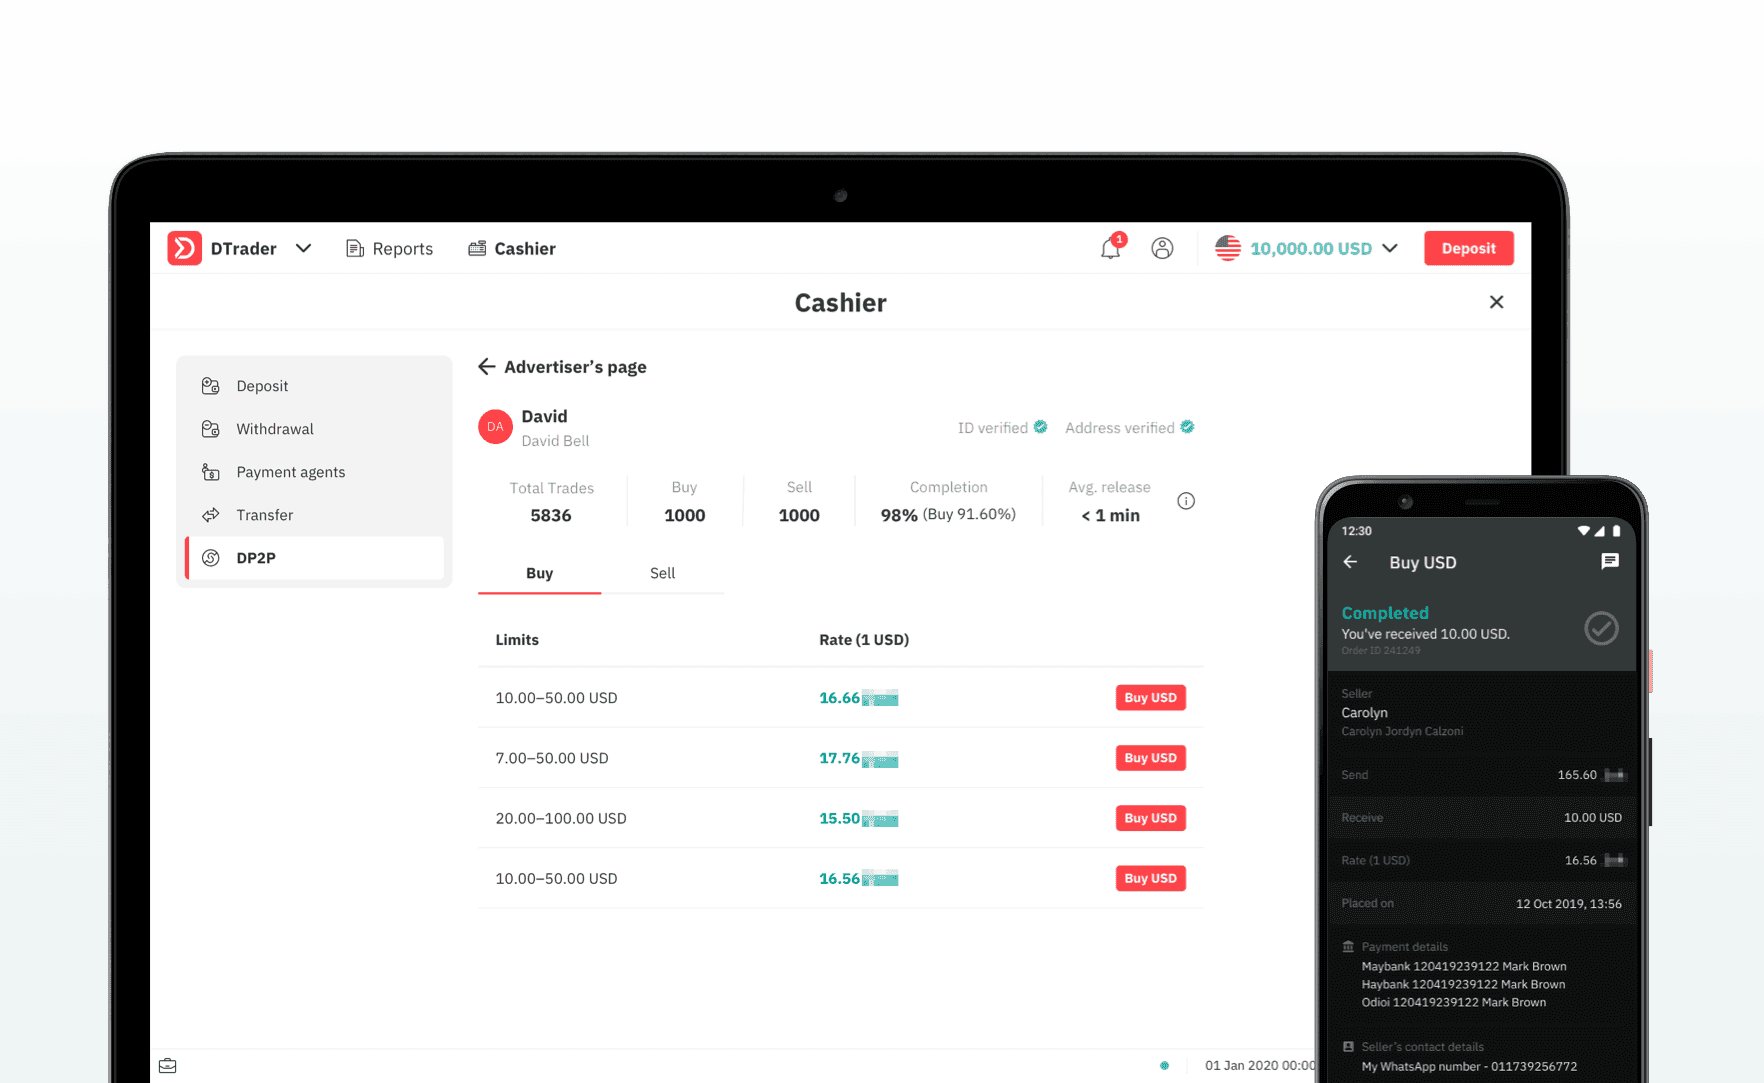 DTrader
Reports
Cashier
1
10,000.00 USD
Deposit
Cashier
Deposit
Withdrawal
Payment agents
Transfer
DP2P
Advertiser’s page
DA
David
David Bell
ID verified
Address verified
Total Trades
5836
Buy
1000
Sell
1000
Completion
98% (Buy 91.60%)
Avg. release
< 1 min
Buy
Sell
Limits Rate (1 USD)
10.00–50.00 USD 16.66 Buy USD
7.00–50.00 USD 17.76 Buy USD
20.00–100.00 USD 15.50 Buy USD
10.00–50.00 USD 16.56 Buy USD
01 Jan 2020 00:00
12:30
Buy USD
Completed
You've received 10.00 USD.
Order ID 241249
Seller
Carolyn
Carolyn Jordyn Calzoni
Send 165.60
Receive 10.00 USD
Rate (1 USD) 16.56
Placed on 12 Oct 2019, 13:56
Payment details
Maybank 120419239122 Mark Brown
Haybank 120419239122 Mark Brown
Odioi 120419239122 Mark Brown
Seller's contact details
My WhatsApp number - 011739256772